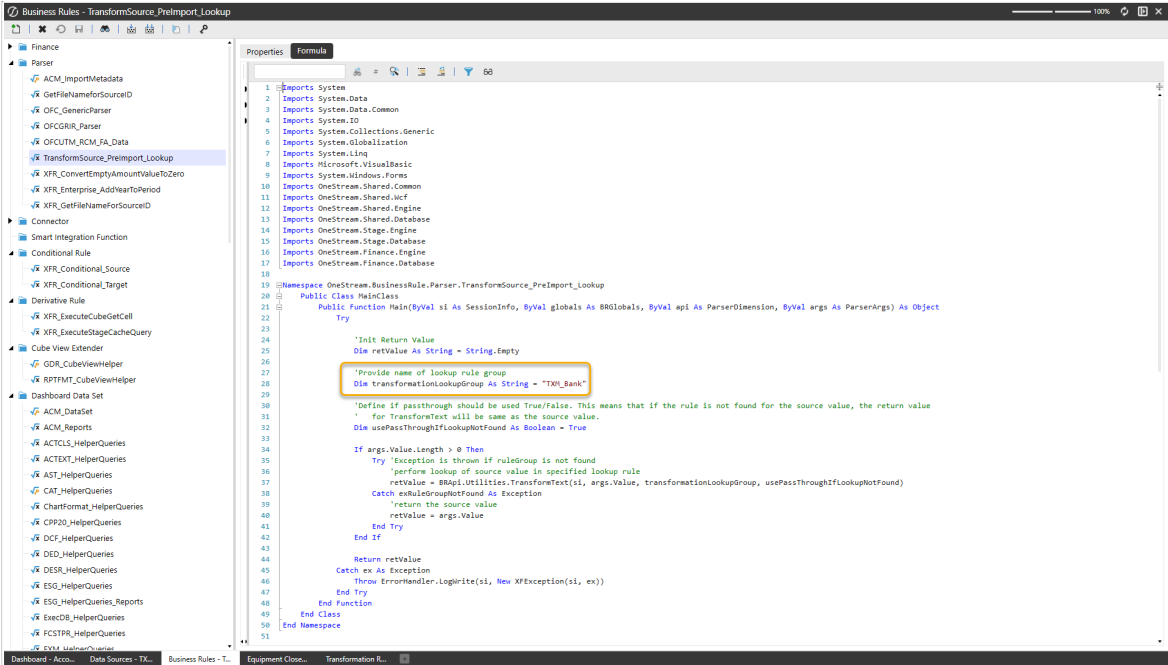 Business Rules - TransformSource_PreImport_Lookup
100%
Finance
Parser
ACM_ImportMetadata
GetFileNameforSourceID
OFC_GenericParser
OFCGRIR_Parser
OFCUTM_RCM_FA_Data
TransformSource_PreImport_Lookup
XFR_ConvertEmptyAmountValueToZero
XFR_Enterprise_AddYearToPeriod
XFR_GetFileNameForSourceID
Connector
Smart Integration Function
Conditional Rule
XFR_Conditional_Source
XFR_Conditional_Target
Derivative Rule
XFR_ExecuteCubeGetCell
XFR_ExecuteStageCacheQuery
Cube View Extender
GDR_CubeViewHelper
RPTFMT_CubeViewHelper
Dashboard Data Set
ACM_DataSet
ACM_Reports
ACTCLS_HelperQueries
ACTEXT_HelperQueries
AST_HelperQueries
CAT_HelperQueries
ChartFormat_HelperQueries
CPP20_HelperQueries
DCF_HelperQueries
DED_HelperQueries
DESR_HelperQueries
ESG_HelperQueries
ESG_HelperQueries_Reports
ExecDB_HelperQueries
FCSTPR_HelperQueries
FXM_HelperQueries
Properties
Formula
1 Imports System
2 Imports System.Data
3 Imports System.Data.Common
4 Imports System.IO
5 Imports System.Collections.Generic
6 Imports System.Globalization
7 Imports System.Linq
8 Imports Microsoft.VisualBasic
9 Imports System.Windows.Forms
10 Imports OneStream.Shared.Common
11 Imports OneStream.Shared.Wcf
12 Imports OneStream.Shared.Engine
13 Imports OneStream.Shared.Database
14 Imports OneStream.Stage.Engine
15 Imports OneStream.Stage.Database
16 Imports OneStream.Finance.Engine
17 Imports OneStream.Finance.Database
18
19 Namespace OneStream.BusinessRule.Parser.TransformSource_PreImport_Lookup
20 Public Class MainClass
21 Public Function Main(ByVal si As SessionInfo, ByVal globals As BRGlobals, ByVal api As ParserDimension, ByVal args As ParserArgs) As Object
22 Try
23
24 'Init Return Value
25 Dim retValue As String = String.Empty
26
27 'Provide name of lookup rule group
28 Dim transformationLookupGroup As String = "TXM_Bank"
29
30 'Define if passthrough should be used True/False. This means that if the rule is not found for the source value, the return value
31 ' for TransformText will be same as the source value.
32 Dim usePassThroughIfLookupNotFound As Boolean = True
33
34 If args.Value.Length > 0 Then
35 Try 'Exception is thrown if ruleGroup is not found
36 'perform lookup of source value in specified lookup rule
37 retValue = BRApi.Utilities.TransformText(si, args.Value, transformationLookupGroup, usePassThroughIfLookupNotFound)
38 Catch exRuleGroupNotFound As Exception
39 'return the source value
40 retValue = args.Value
41 End Try
42 End If
43
44 Return retValue
45 Catch ex As Exception
46 Throw ErrorHandler.LogWrite(si, New XFException(si, ex))
47 End Try
48 End Function
49 End Class
50 End Namespace
51
Dashboard - Acco...
Data Sources - TX...
Business Rules - T...
Equipment Close...
Transformation R...